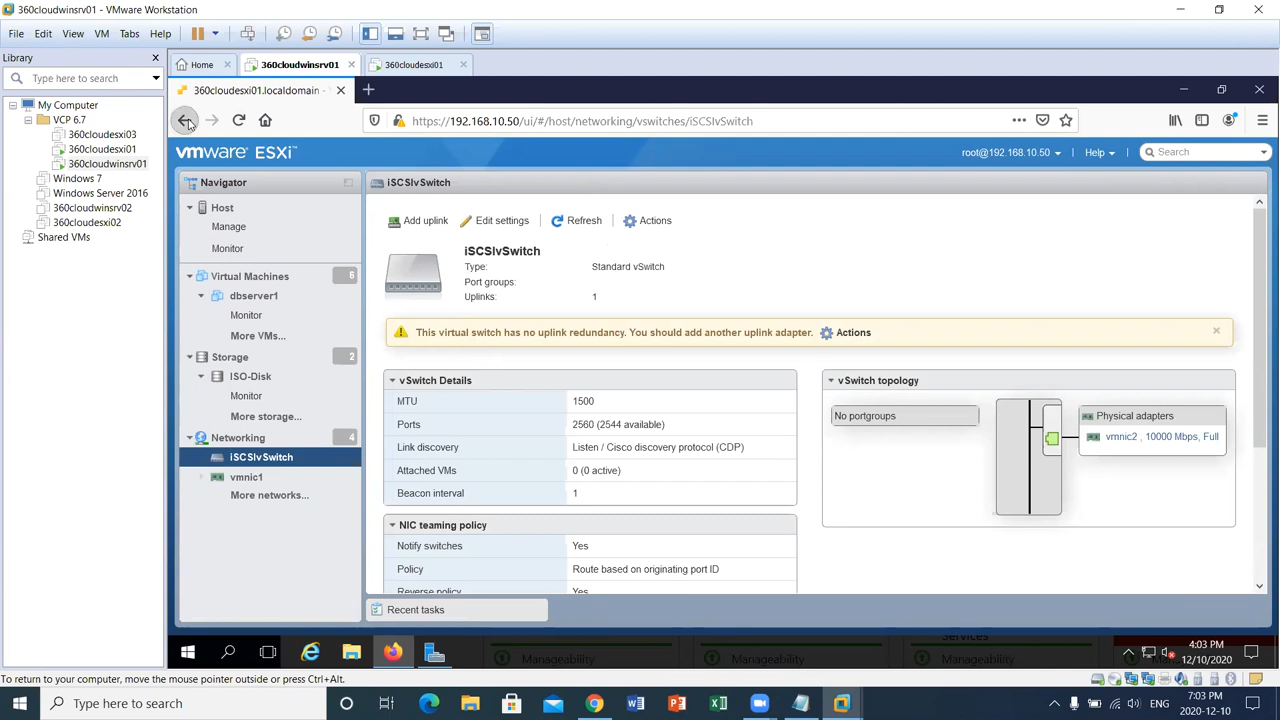 360cloudwinsrv01 - VMware Workstation
File Edit View VM Tabs Help
Library
Type here to search
My Computer
VCP 6.7
360cloudesxi03
360cloudesxi01
360cloudwinsrv01
Windows 7
Windows Server 2016
360cloudwinsrv02
360cloudesxi02
Shared VMs
Home 360cloudwinsrv01 360cloudesxi01
360cloudesxi01.localdomain -
https://192.168.10.50/ui/#/host/networking/vswitches/iSCSIvSwitch
vmware ESXi
root@192.168.10.50 Help Search
Navigator
Host
Manage
Monitor
Virtual Machines 6
dbserver1
Monitor
More VMs...
Storage 2
ISO-Disk
Monitor
More storage...
Networking 4
iSCSIvSwitch
vmnic1
More networks...
iSCSIvSwitch
Add uplink Edit settings Refresh Actions
iSCSIvSwitch
Type: Standard vSwitch
Port groups:
Uplinks: 1
This virtual switch has no uplink redundancy. You should add another uplink adapter. Actions
vSwitch Details
MTU 1500
Ports 2560 (2544 available)
Link discovery Listen / Cisco discovery protocol (CDP)
Attached VMs 0 (0 active)
Beacon interval 1
NIC teaming policy
Notify switches Yes
Policy Route based on originating port ID
Reverse policy Yes
vSwitch topology
No portgroups
Physical adapters
vmnic2 , 10000 Mbps, Full
Recent tasks
Services
Manageability Manageability Manageability Manageability
4:03 PM
12/10/2020
To return to your computer, move the mouse pointer outside or press Ctrl+Alt.
Type here to search
ENG
7:03 PM
2020-12-10